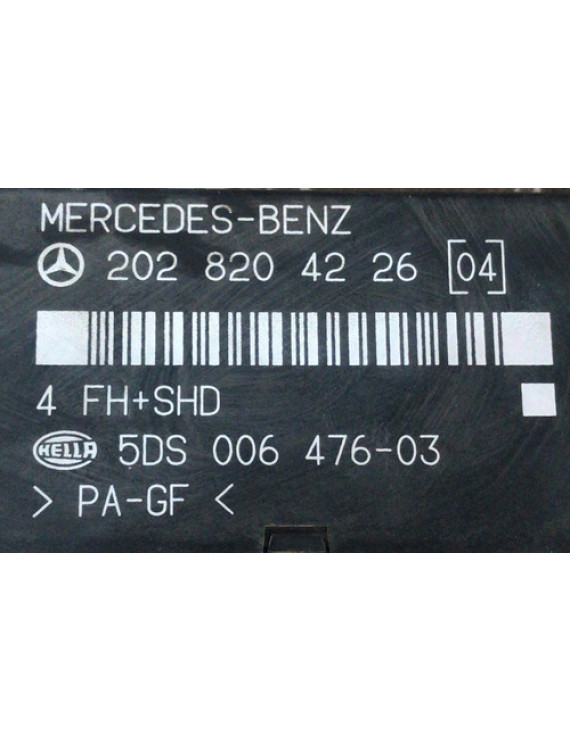 MERCEDES-BENZ
202 820 42 26 [04]
4 FH+SHD
HELLA 5DS 006 476-03
> PA-GF <